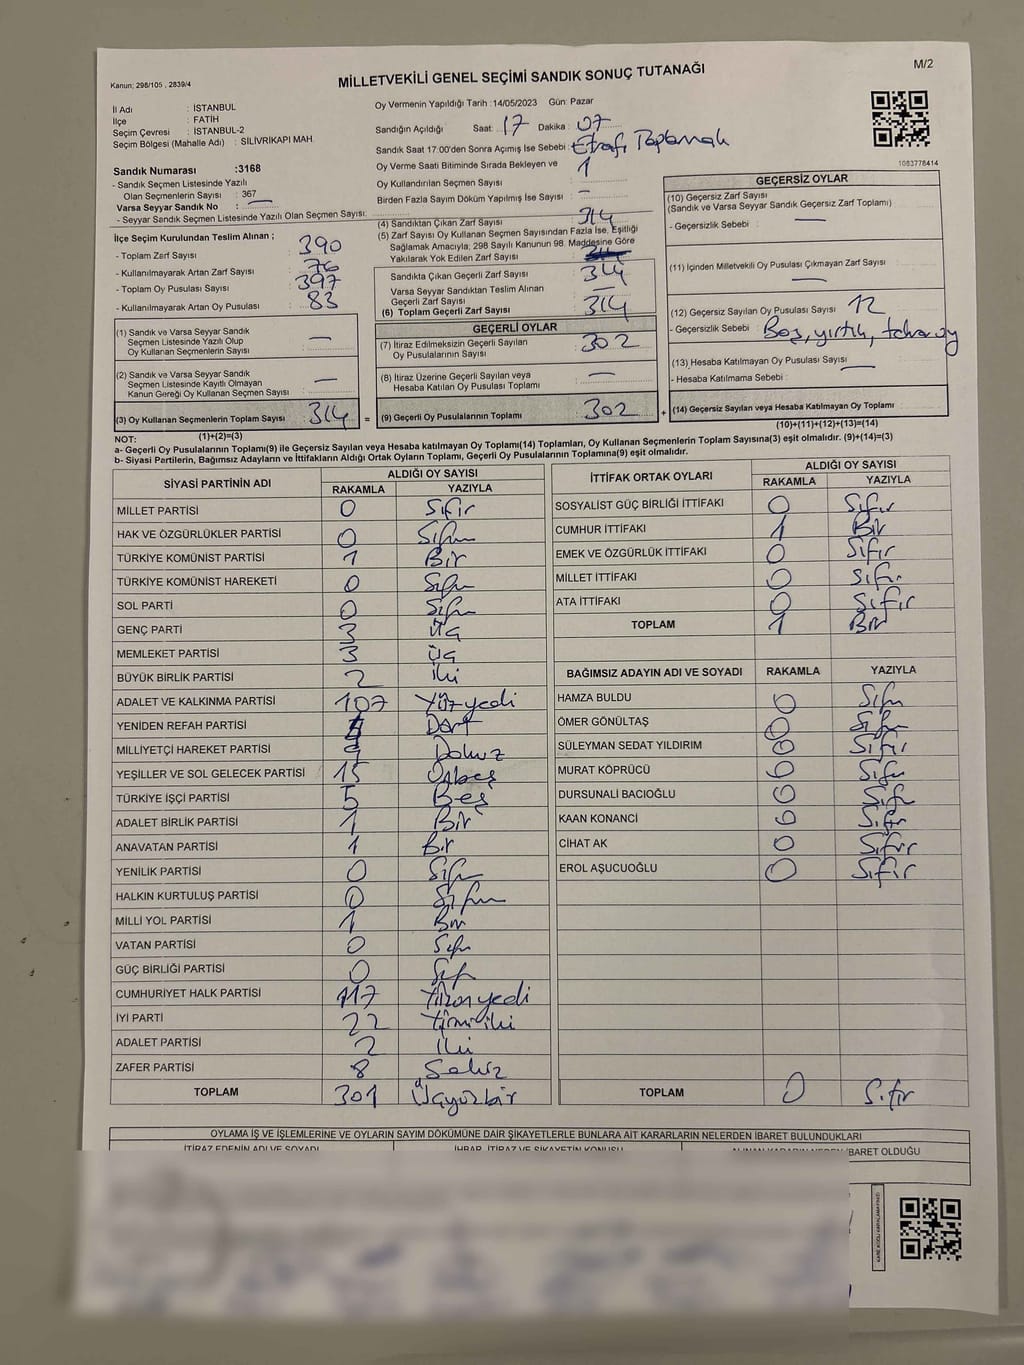 Kanun; 298/105 , 2839/4
MİLLETVEKİLİ GENEL SEÇİMİ SANDIK SONUÇ TUTANAĞI
M/2
İl Adı : İSTANBUL
İlçe : FATİH
Seçim Çevresi : İSTANBUL-2
Seçim Bölgesi (Mahalle Adı) : SİLİVRİKAPI MAH
Oy Vermenin Yapıldığı Tarih :14/05/2023 Gün: Pazar
Sandığın Açıldığı Saat: 17 Dakika : 07
Sandık Saat 17:00'den Sonra Açımış İse Sebebi: Etrafı Toplamak
Oy Verme Saati Bitiminde Sırada Bekleyen ve
Oy Kullandırılan Seçmen Sayısı : 1
Birden Fazla Sayım Döküm Yapılmış İse Sayısı : —
1083778414
Sandık Numarası :3168
- Sandık Seçmen Listesinde Yazılı
Olan Seçmenlerin Sayısı : 367
Varsa Seyyar Sandık No : —
- Seyyar Sandık Seçmen Listesinde Yazılı Olan Seçmen Sayısı:
İlçe Seçim Kurulundan Teslim Alınan ;
- Toplam Zarf Sayısı : 390
- Kullanılmayarak Artan Zarf Sayısı : 76
- Toplam Oy Pusulası Sayısı : 397
- Kullanılmayarak Artan Oy Pusulası : 83
(1) Sandık ve Varsa Seyyar Sandık
Seçmen Listesinde Yazılı Olup
Oy Kullanan Seçmenlerin Sayısı : —
(2) Sandık ve Varsa Seyyar Sandık
Seçmen Listesinde Kayıtlı Olmayan
Kanun Gereği Oy Kullanan Seçmen Sayısı : —
(3) Oy Kullanan Seçmenlerin Toplam Sayısı : 314 =
(4) Sandıktan Çıkan Zarf Sayısı : 314
(5) Zarf Sayısı Oy Kullanan Seçmen Sayısından Fazla İse, Eşitliği
Sağlamak Amacıyla; 298 Sayılı Kanunun 98. Maddesine Göre
Yakılarak Yok Edilen Zarf Sayısı :
Sandıkta Çıkan Geçerli Zarf Sayısı : 314
Varsa Seyyar Sandıktan Teslim Alınan
Geçerli Zarf Sayısı : —
(6) Toplam Geçerli Zarf Sayısı : 314
GEÇERLİ OYLAR
(7) İtiraz Edilmeksizin Geçerli Sayılan
Oy Pusulalarının Sayısı : 302
(8) İtiraz Üzerine Geçerli Sayılan veya
Hesaba Katılan Oy Pusulası Toplamı : —
(9) Geçerli Oy Pusulalarının Toplamı : 302 +
GEÇERSİZ OYLAR
(10) Geçersiz Zarf Sayısı
(Sandık ve Varsa Seyyar Sandık Geçersiz Zarf Toplamı) : —
- Geçersizlik Sebebi :
(11) İçinden Milletvekili Oy Pusulası Çıkmayan Zarf Sayısı : —
(12) Geçersiz Sayılan Oy Pusulası Sayısı : 12
- Geçersizlik Sebebi : Boş, yırtık,
(13) Hesaba Katılmayan Oy Pusulası Sayısı : —
- Hesaba Katılmama Sebebi :
(14) Geçersiz Sayılan veya Hesaba Katılmayan Oy Toplamı :
NOT: (1)+(2)=(3)
(10)+(11)+(12)+(13)=(14)
a- Geçerli Oy Pusulalarının Toplamı(9) ile Geçersiz Sayılan veya Hesaba katılmayan Oy Toplamı(14) Toplamları, Oy Kullanan Seçmenlerin Toplam Sayısına(3) eşit olmalıdır. (9)+(14)=(3)
b- Siyasi Partilerin, Bağımsız Adayların ve İttifakların Aldığı Ortak Oyların Toplamı, Geçerli Oy Pusulalarının Toplamına(9) eşit olmalıdır.
SİYASİ PARTİNİN ADI ALDIĞI OY SAYISI
RAKAMLA YAZIYLA
MİLLET PARTİSİ 0 Sıfır
HAK VE ÖZGÜRLÜKLER PARTİSİ 0 Sıfır
TÜRKİYE KOMÜNİST PARTİSİ 1 Bir
TÜRKİYE KOMÜNİST HAREKETİ 0 Sıfır
SOL PARTİ 0 Sıfır
GENÇ PARTİ 3 Üç
MEMLEKET PARTİSİ 3 Üç
BÜYÜK BİRLİK PARTİSİ 2 İki
ADALET VE KALKINMA PARTİSİ 107 Yüzyedi
YENİDEN REFAH PARTİSİ 4 Dört
MİLLİYETÇİ HAREKET PARTİSİ 9 Dokuz
YEŞİLLER VE SOL GELECEK PARTİSİ 15 Onbeş
TÜRKİYE İŞÇİ PARTİSİ 5 Beş
ADALET BİRLİK PARTİSİ 1 Bir
ANAVATAN PARTİSİ 1 Bir
YENİLİK PARTİSİ 0 Sıfır
HALKIN KURTULUŞ PARTİSİ 0 Sıfır
MİLLİ YOL PARTİSİ 1 Bir
VATAN PARTİSİ 0 Sıfır
GÜÇ BİRLİĞİ PARTİSİ 0 Sıfır
CUMHURİYET HALK PARTİSİ 117 Yüzonyedi
İYİ PARTİ 22 Yirmiiki
ADALET PARTİSİ 2 İki
ZAFER PARTİSİ 8 Sekiz
TOPLAM 301 Üçyüzbir
İTTİFAK ORTAK OYLARI ALDIĞI OY SAYISI
RAKAMLA YAZIYLA
SOSYALİST GÜÇ BİRLİĞİ İTTİFAKI 0 Sıfır
CUMHUR İTTİFAKI 1 Bir
EMEK VE ÖZGÜRLÜK İTTİFAKI 0 Sıfır
MİLLET İTTİFAKI 0 Sıfır
ATA İTTİFAKI 0 Sıfır
TOPLAM 1 Bir
BAĞIMSIZ ADAYIN ADI VE SOYADI RAKAMLA YAZIYLA
HAMZA BULDU 0 Sıfır
ÖMER GÖNÜLTAŞ 0 Sıfır
SÜLEYMAN SEDAT YILDIRIM 0 Sıfır
MURAT KÖPRÜCÜ 0 Sıfır
DURSUNALİ BACIOĞLU 0 Sıfır
KAAN KONANCİ 0 Sıfır
CİHAT AK 0 Sıfır
EROL AŞUCUOĞLU 0 Sıfır
TOPLAM 0 Sıfır
OYLAMA İŞ VE İŞLEMLERİNE VE OYLARIN SAYIM DÖKÜMÜNE DAİR ŞİKAYETLERLE BUNLARA AİT KARARLARIN NELERDEN İBARET BULUNDUKLARI
İTİRAZ EDENİN ADI VE SOYADI İHBAR, İTİRAZ VE ŞİKAYETİN KONUSU İBARET OLDUĞU